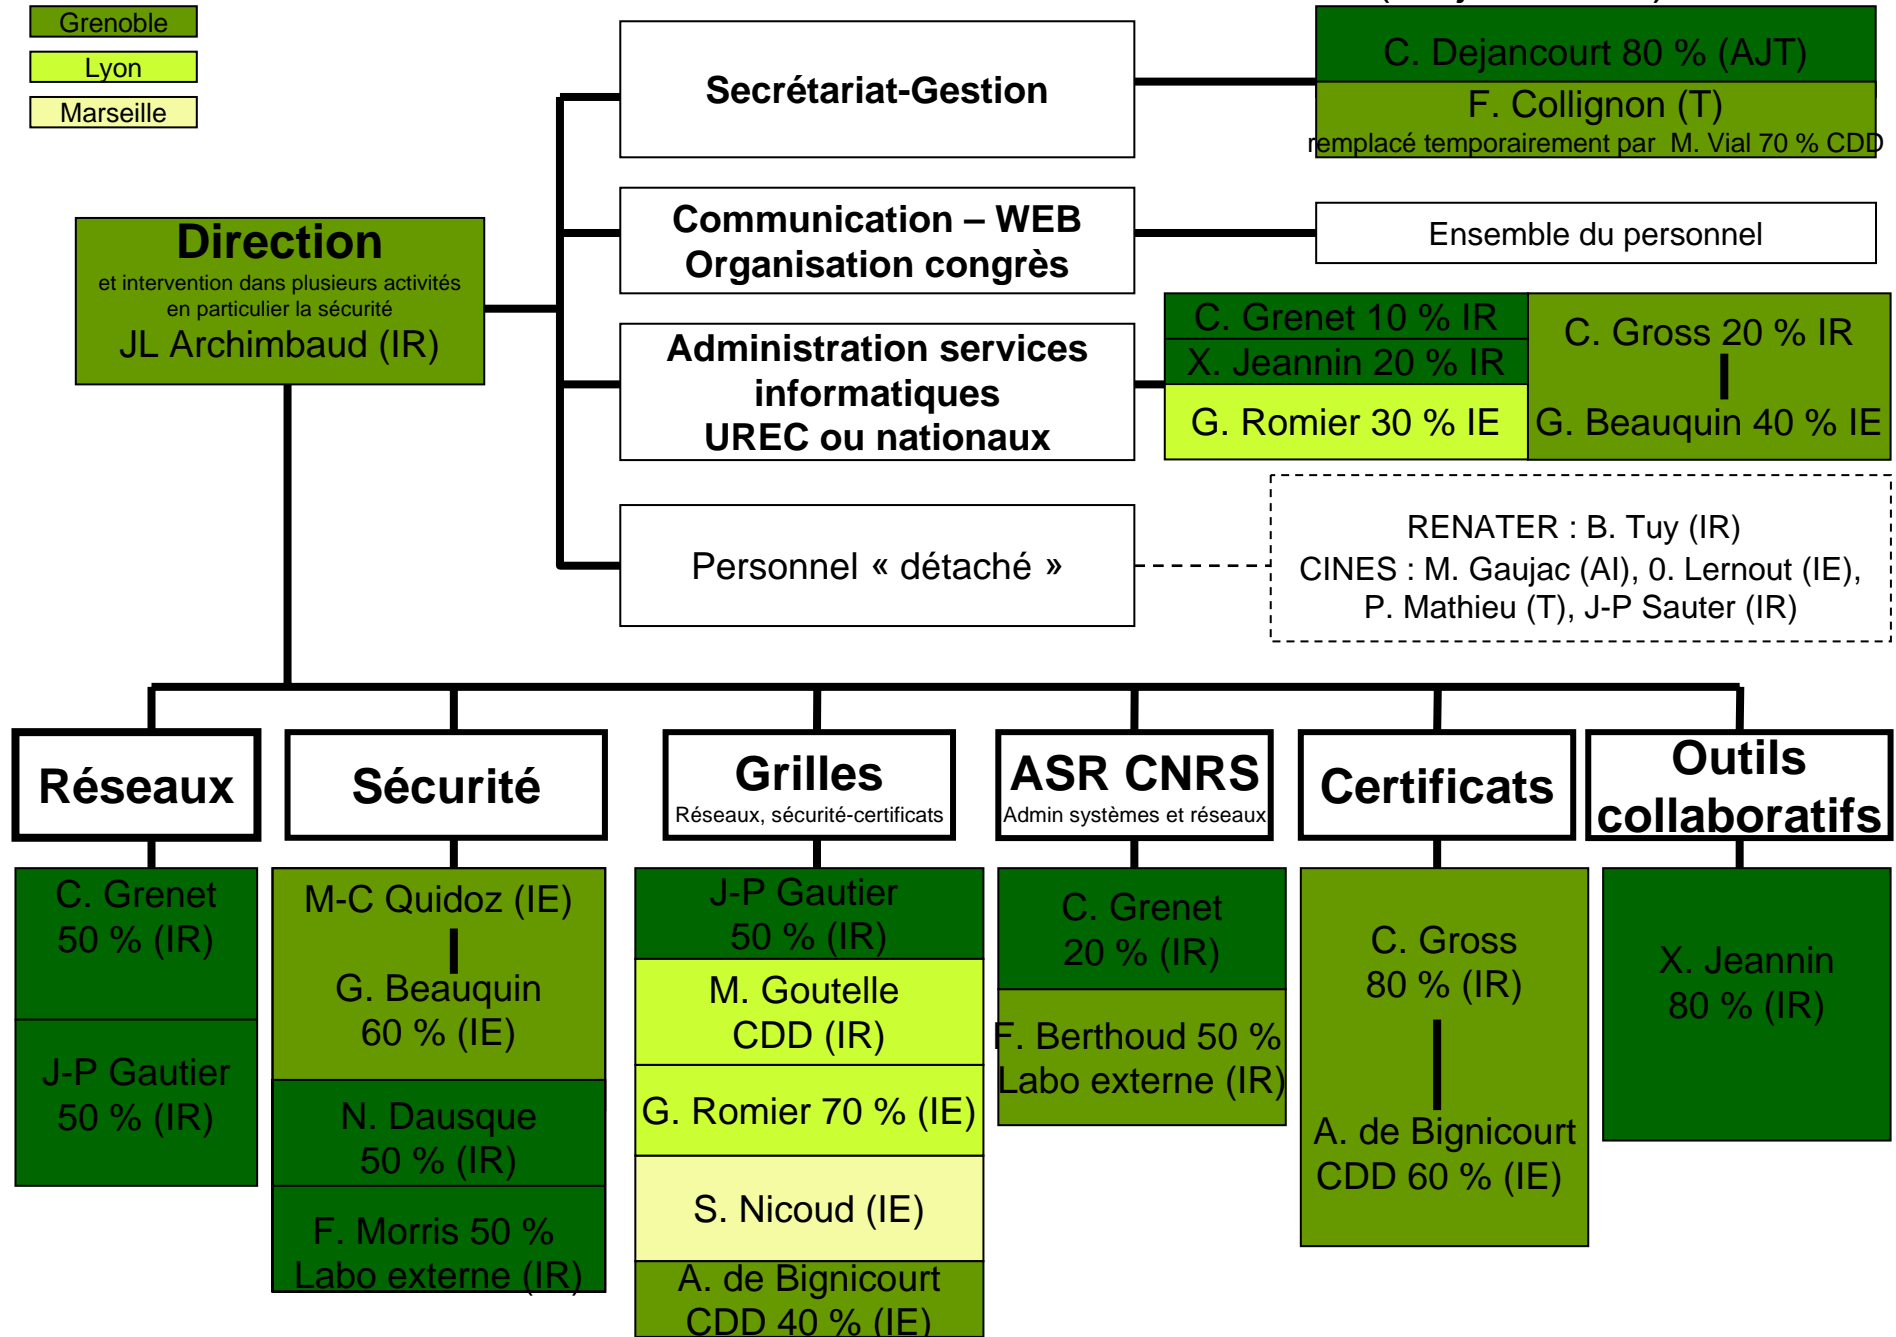 Grenoble
Lyon
Marseille
Secrétariat-Gestion
C. Dejancourt 80 % (AJT)
F. Collignon (T)
remplacé temporairement par M. Vial 70 % CDD
Direction
et intervention dans plusieurs activités
en particulier la sécurité
JL Archimbaud (IR)
Communication – WEB
Organisation congrès
Ensemble du personnel
Administration services
informatiques
UREC ou nationaux
C. Grenet 10 % IR
X. Jeannin 20 % IR
G. Romier 30 % IE
C. Gross 20 % IR
G. Beauquin 40 % IE
Personnel « détaché »
RENATER : B. Tuy (IR)
CINES : M. Gaujac (AI), 0. Lernout (IE),
P. Mathieu (T), J-P Sauter (IR)
Réseaux
C. Grenet
50 % (IR)
J-P Gautier
50 % (IR)
Sécurité
M-C Quidoz (IE)
G. Beauquin
60 % (IE)
N. Dausque
50 % (IR)
F. Morris 50 %
Labo externe (IR)
Grilles
Réseaux, sécurité-certificats
J-P Gautier
50 % (IR)
M. Goutelle
CDD (IR)
G. Romier 70 % (IE)
S. Nicoud (IE)
A. de Bignicourt
CDD 40 % (IE)
ASR CNRS
Admin systèmes et réseaux
C. Grenet
20 % (IR)
F. Berthoud 50 %
Labo externe (IR)
Certificats
C. Gross
80 % (IR)
A. de Bignicourt
CDD 60 % (IE)
Outils
collaboratifs
X. Jeannin
80 % (IR)